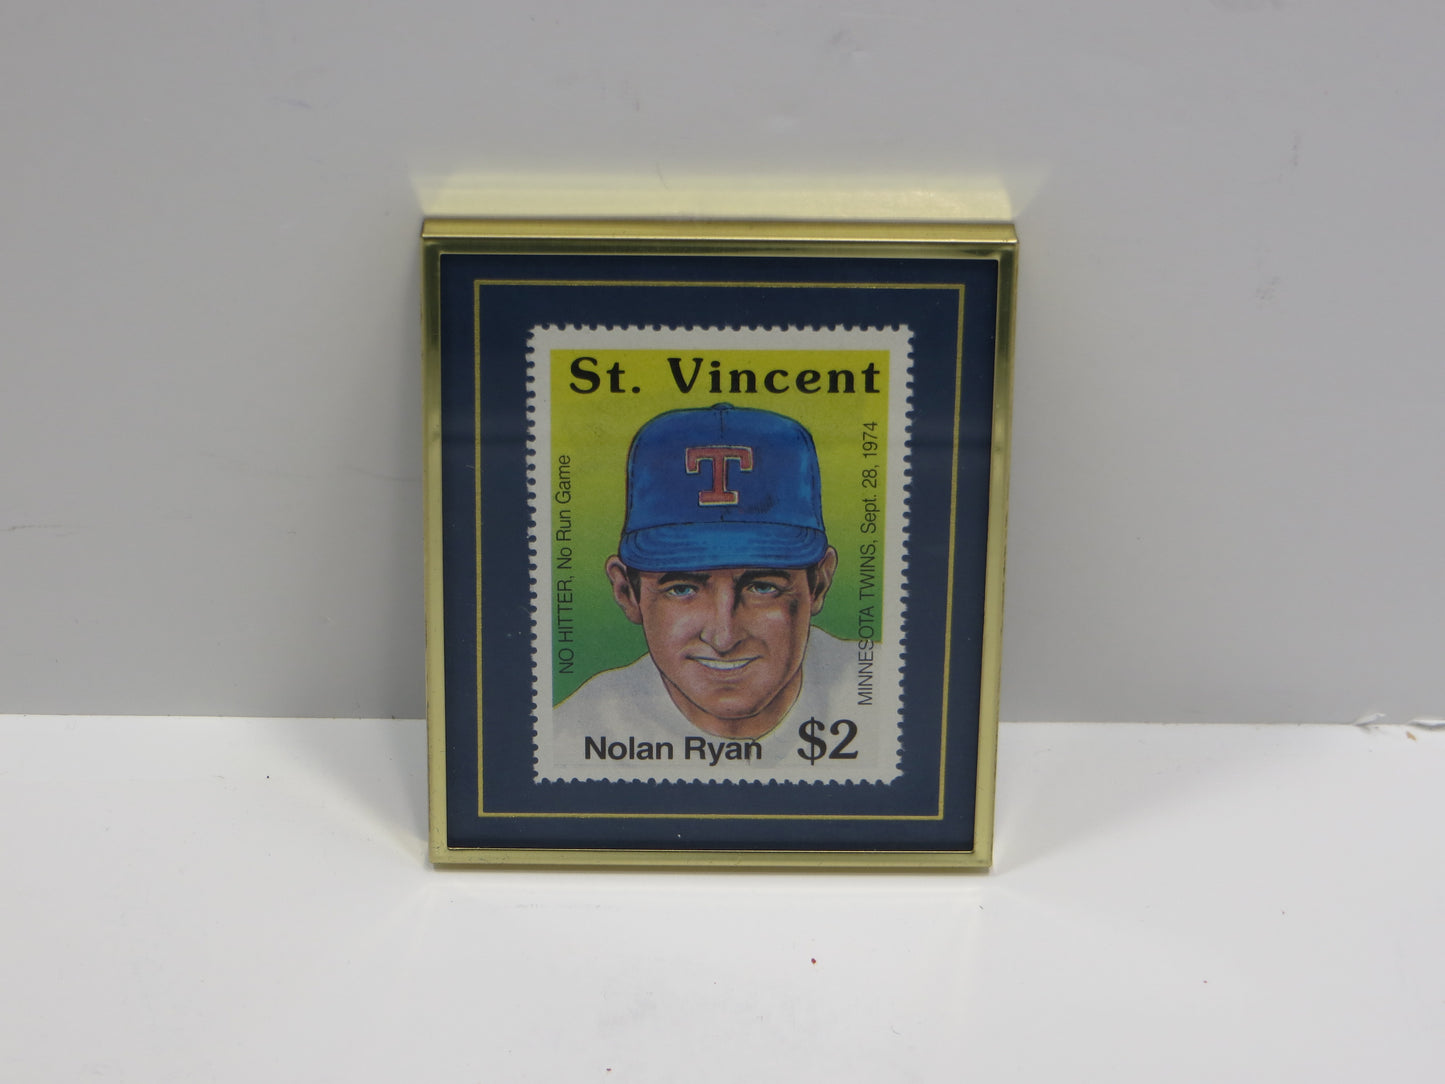 St. Vincent
T
NO HITTER, No Run Game
MINNESOTA TWINS, Sept. 28, 1974
Nolan Ryan
$2